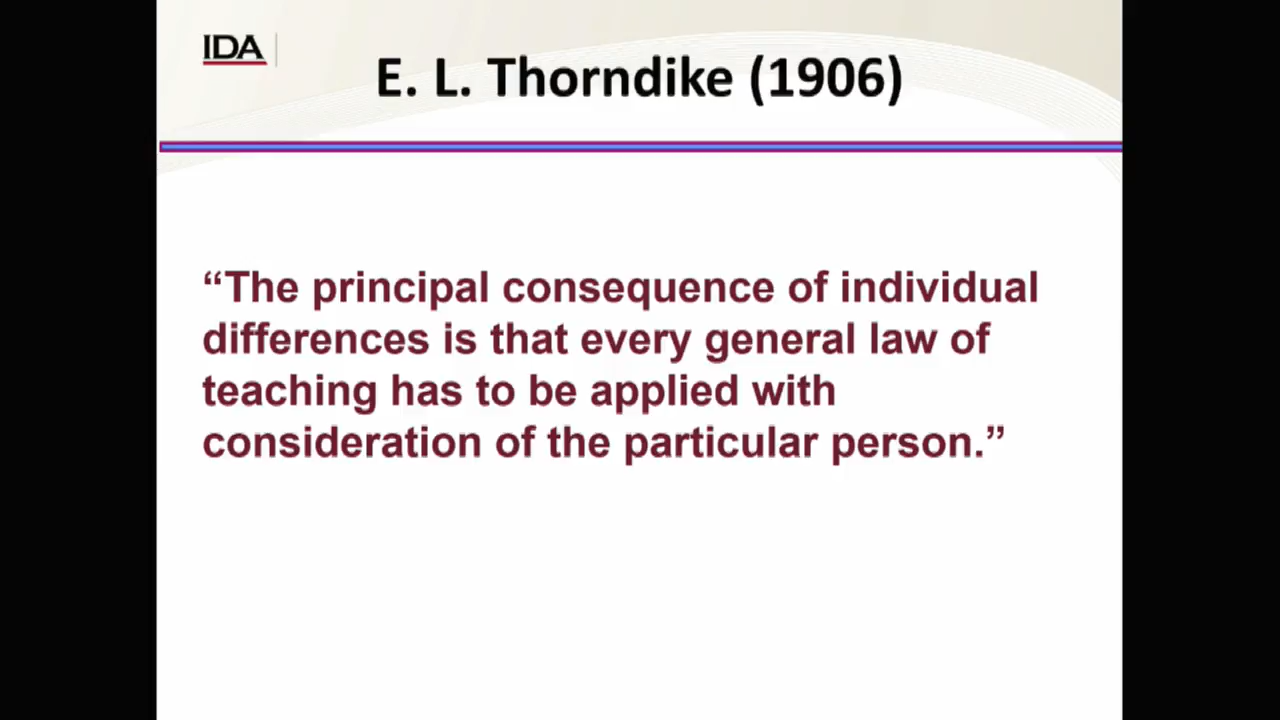 IDA
E. L. Thorndike (1906)
“The principal consequence of individual
differences is that every general law of
teaching has to be applied with
consideration of the particular person.”